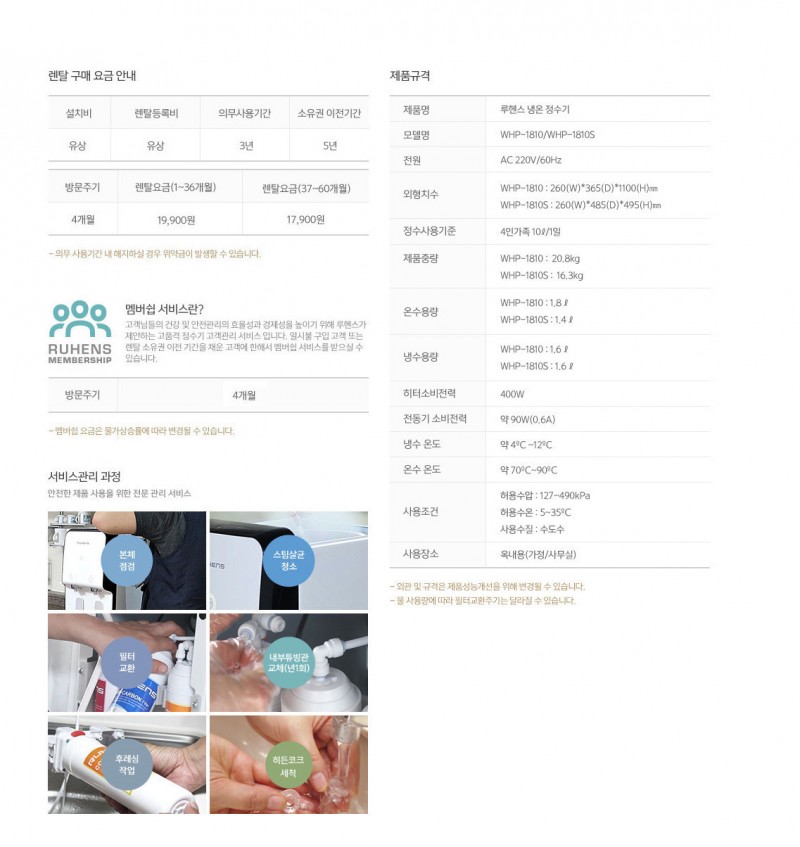 렌탈 구매 요금 안내
설치비 렌탈등록비 의무사용기간 소유권 이전기간
유상 유상 3년 5년
방문주기 렌탈요금(1~36개월) 렌탈요금(37~60개월)
4개월 19,900원 17,900원
- 의무 사용기간 내 해지하실 경우 위약금이 발생할 수 있습니다.
RUHENS
MEMBERSHIP
멤버쉽 서비스란?
고객님들의 건강 및 안전관리의 효율성과 경제성을 높이기 위해 루헨스가
제안하는 고품격 정수기 고객관리 서비스 입니다. 일시불 구입 고객 또는
렌탈 소유권 이전 기간을 채운 고객에 한해서 멤버쉽 서비스를 받으실 수
있습니다.
방문주기 4개월
- 멤버쉽 요금은 물가상승률에 따라 변경될 수 있습니다.
서비스관리 과정
안전한 제품 사용을 위한 전문 관리 서비스
본체
점검
스팀살균
청소
필터
교환
내부튜빙관
교체(년1회)
후레싱
작업
히든코크
세척
제품규격
제품명 루헨스 냉온 정수기
모델명 WHP-1810/WHP-1810S
전원 AC 220V/60Hz
외형치수 WHP-1810 : 260(W)*365(D)*1100(H)㎜
WHP-1810S : 260(W)*485(D)*495(H)㎜
정수사용기준 4인가족 10ℓ/1일
제품중량 WHP-1810 : 20.8kg
WHP-1810S : 16.3kg
온수용량 WHP-1810 : 1.8 ℓ
WHP-1810S : 1.4 ℓ
냉수용량 WHP-1810 : 1.6 ℓ
WHP-1810S : 1.6 ℓ
히터소비전력 400W
전동기 소비전력 약 90W(0.6A)
냉수 온도 약 4ºC ~12ºC
온수 온도 약 70ºC~90ºC
사용조건 허용수압 : 127~490kPa
허용수온 : 5~35ºC
사용수질 : 수도수
사용장소 옥내용(가정/사무실)
- 외관 및 규격은 제품성능개선을 위해 변경될 수 있습니다.
- 물 사용량에 따라 필터교환주기는 달라질 수 있습니다.